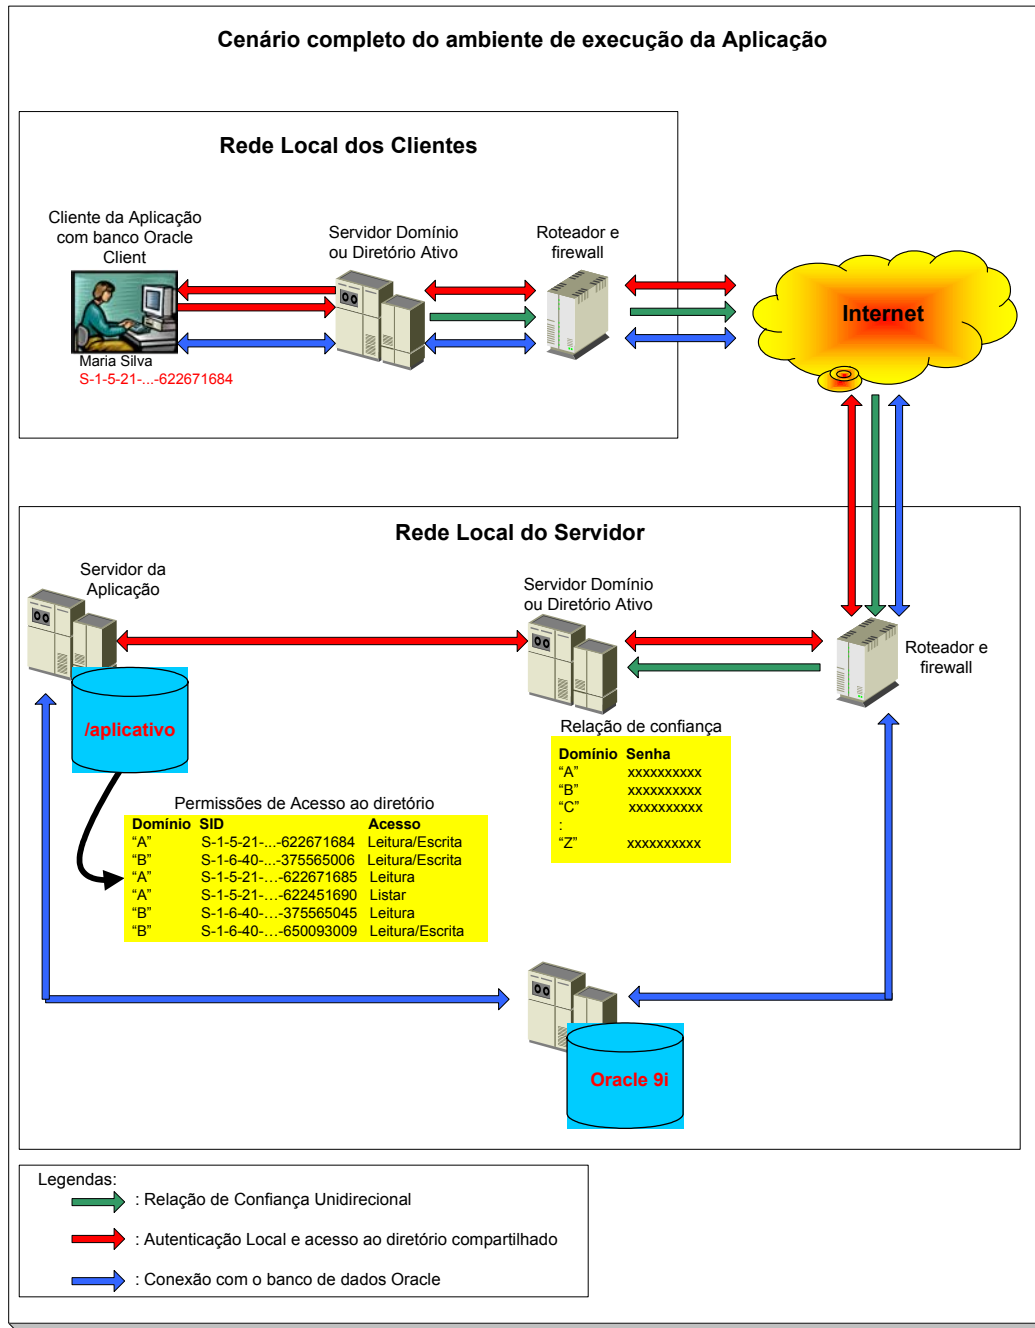 Cenário completo do ambiente de execução da Aplicação
Rede Local dos Clientes
Cliente da Aplicação
com banco Oracle
Client
Servidor Domínio
ou Diretório Ativo
Roteador e
firewall
Internet
Maria Silva
S-1-5-21-...-622671684
Rede Local do Servidor
Servidor da
Aplicação
Servidor Domínio
ou Diretório Ativo
Roteador e
firewall
/aplicativo
Relação de confiança
Domínio Senha
“A” xxxxxxxxxx
“B” xxxxxxxxxx
“C” xxxxxxxxxx
:
“Z” xxxxxxxxxx
Permissões de Acesso ao diretório
Domínio SID Acesso
“A” S-1-5-21-...-622671684 Leitura/Escrita
“B” S-1-6-40-...-375565006 Leitura/Escrita
“A” S-1-5-21-...-622671685 Leitura
“A” S-1-5-21-...-622451690 Listar
“B” S-1-6-40-...-375565045 Leitura
“B” S-1-6-40-...-650093009 Leitura/Escrita
Oracle 9i
Legendas:
: Relação de Confiança Unidirecional
: Autenticação Local e acesso ao diretório compartilhado
: Conexão com o banco de dados Oracle